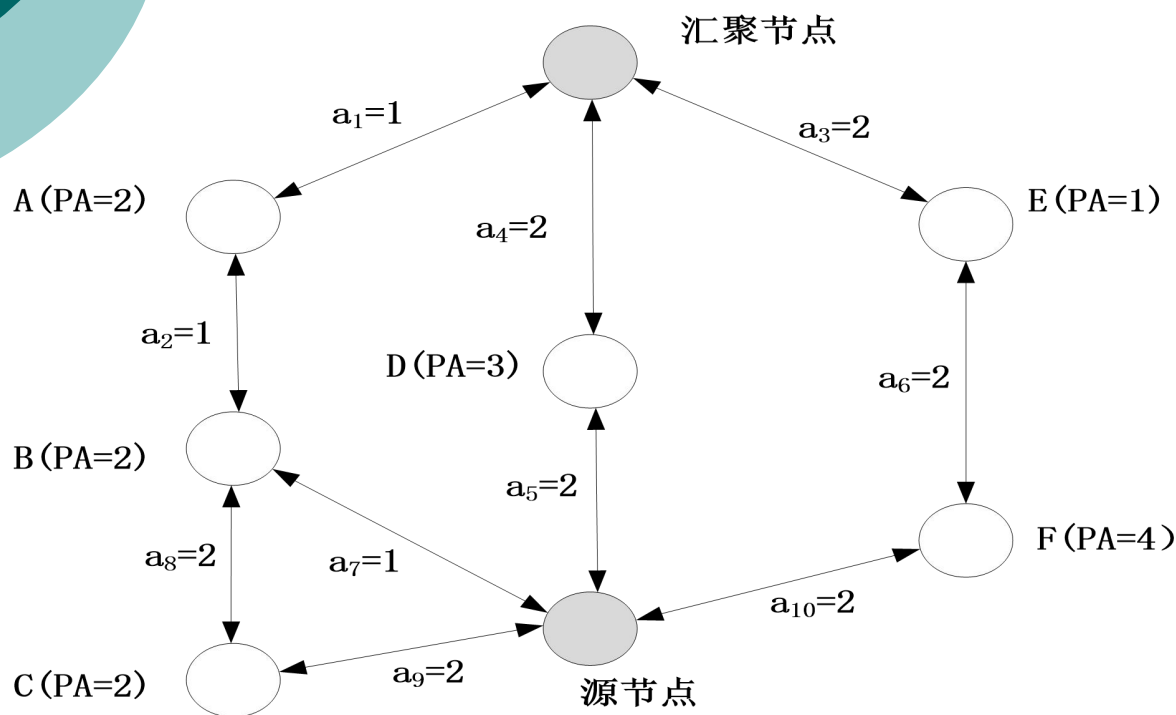 汇聚节点
a₁=1
a₃=2
A(PA=2)
E(PA=1)
a₄=2
a₂=1
D(PA=3)
a₆=2
B(PA=2)
a₅=2
a₈=2
a₇=1
F(PA=4)
a₁₀=2
a₉=2
C(PA=2)
源节点